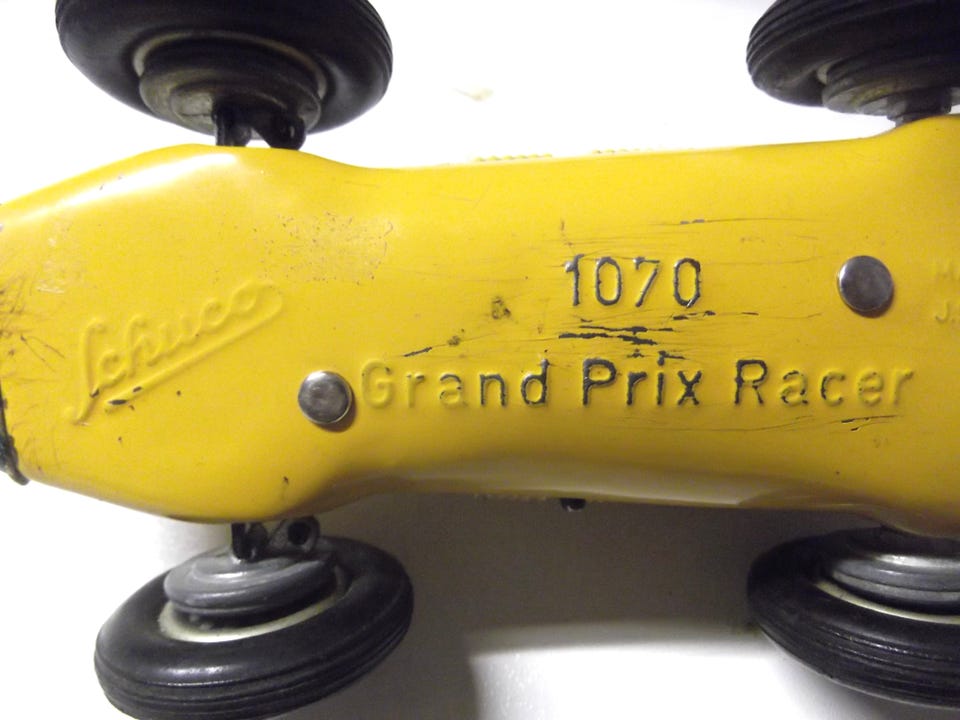 Schuco
1070
Grand Prix Racer